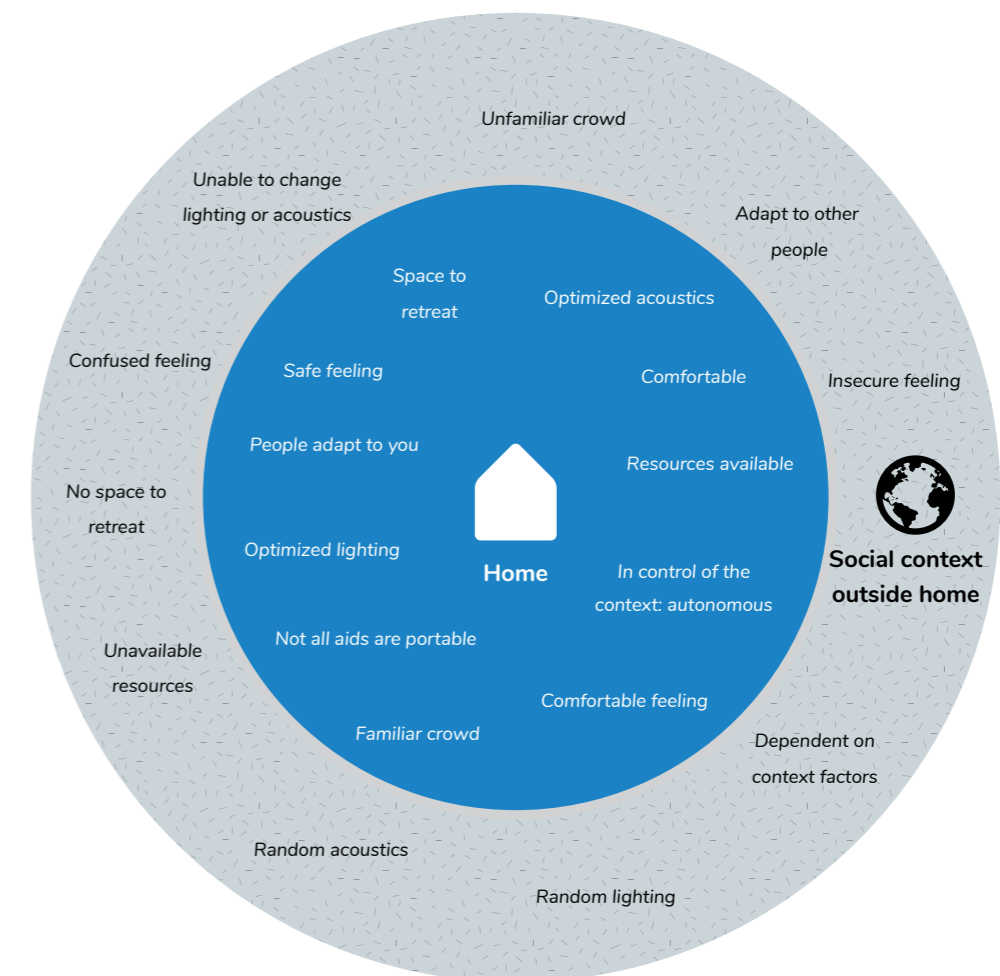 Unfamiliar crowd
Unable to change
lighting or acoustics
Adapt to other
people
Space to
retreat
Optimized acoustics
Confused feeling
Safe feeling
Comfortable
Insecure feeling
People adapt to you
Resources available
No space to
retreat
Optimized lighting
Home
In control of the
context: autonomous
Social context
outside home
Not all aids are portable
Unavailable
resources
Comfortable feeling
Familiar crowd
Dependent on
context factors
Random acoustics
Random lighting